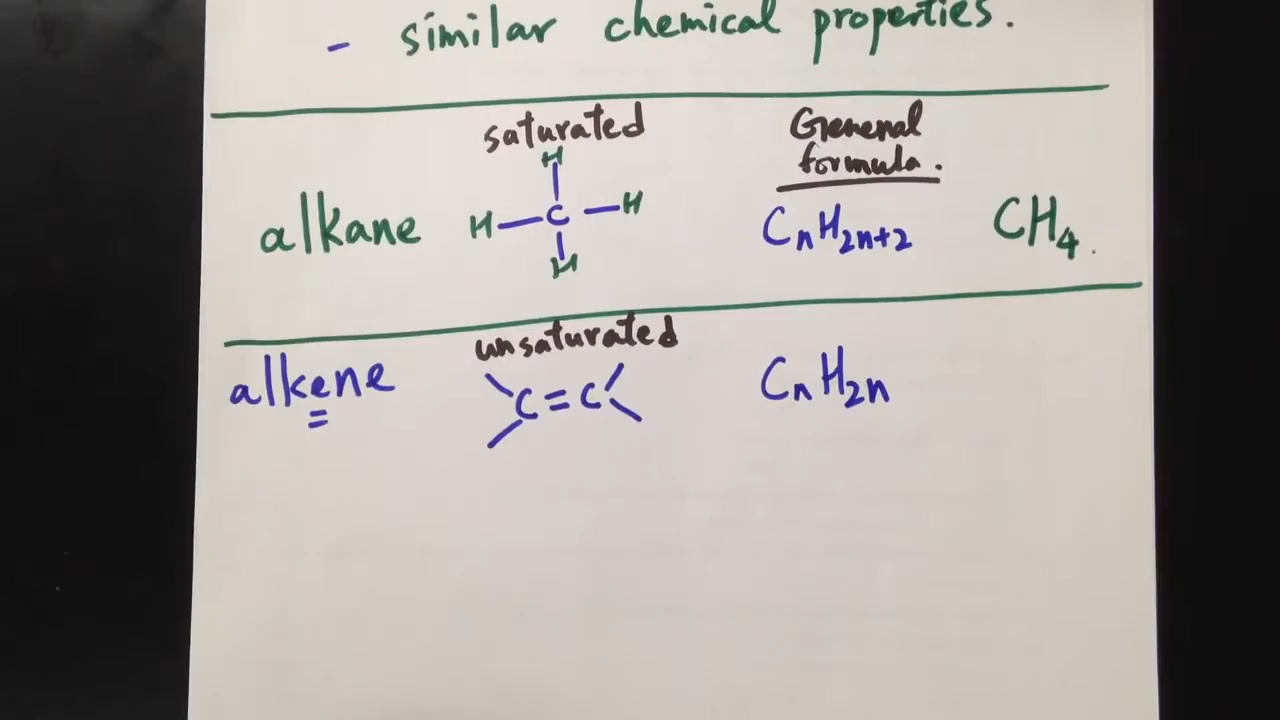 - similar chemical properties.
saturated
General
formula.
alkane
H
H-C-H
H
CnH2n+2
CH4.
unsaturated
alkene
C=C
CnH2n